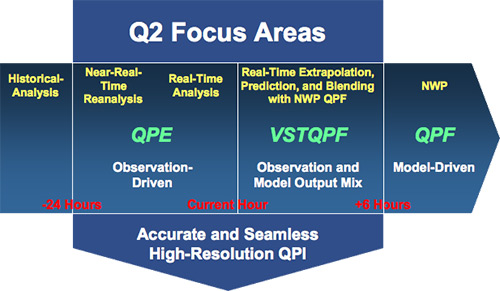 Q2 Focus Areas
Historical-
Analysis
Near-Real-
Time
Reanalysis
Real-Time
Analysis
Real-Time Extrapolation,
Prediction, and Blending
with NWP QPF
NWP
QPE
VSTQPF
QPF
Observation-
Driven
Observation and
Model Output Mix
Model-Driven
-24 Hours
Current Hour
+5 Hours
Accurate and Seamless
High-Resolution QPI